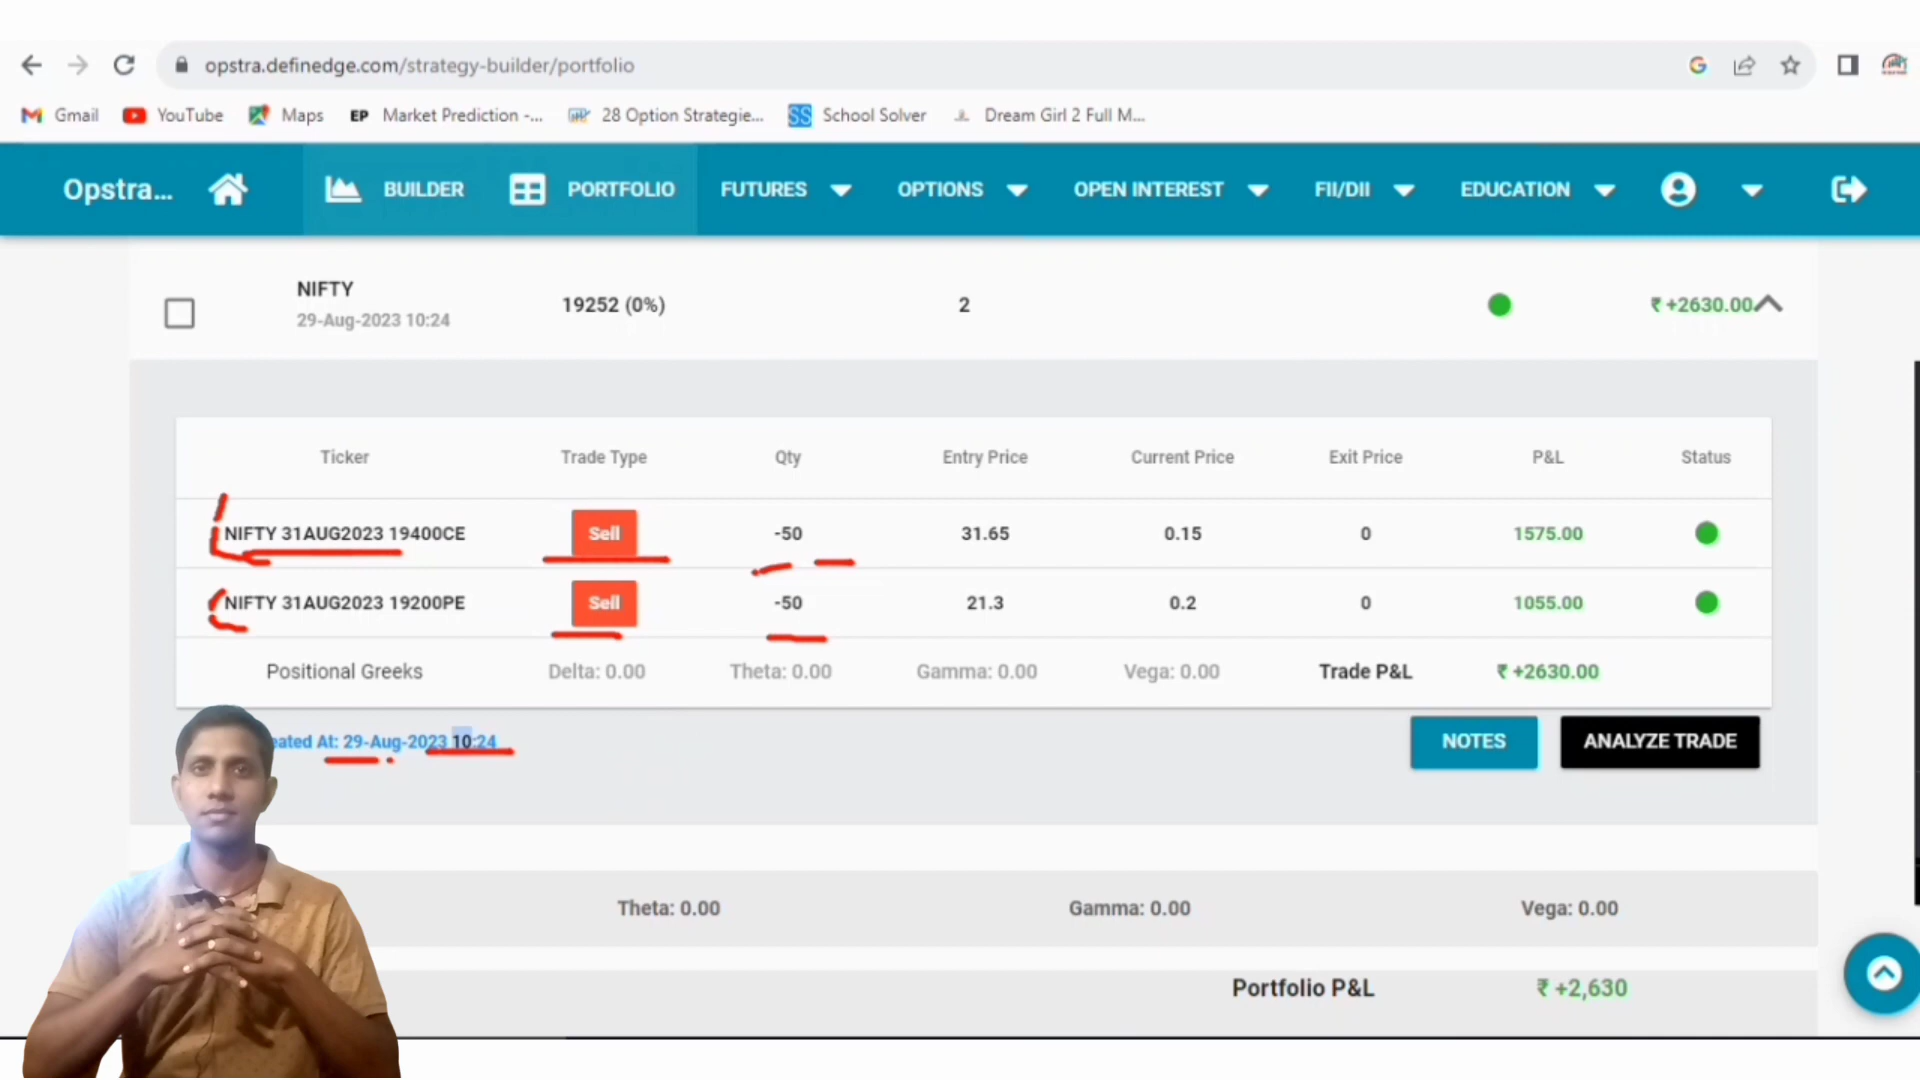 opstra.definedge.com/strategy-builder/portfolio
Gmail YouTube Maps EP Market Prediction -... 28 Option Strategie... SS School Solver Dream Girl 2 Full M...
Opstra... BUILDER PORTFOLIO FUTURES OPTIONS OPEN INTEREST FII/DII EDUCATION
NIFTY 19252 (0%) 2 ₹ +2630.00
29-Aug-2023 10:24
Ticker Trade Type Qty Entry Price Current Price Exit Price P&L Status
NIFTY 31AUG2023 19400CE Sell -50 31.65 0.15 0 1575.00
NIFTY 31AUG2023 19200PE Sell -50 21.3 0.2 0 1055.00
Positional Greeks Delta: 0.00 Theta: 0.00 Gamma: 0.00 Vega: 0.00 Trade P&L ₹ +2630.00
eated At: 29-Aug-2023 10:24 NOTES ANALYZE TRADE
Theta: 0.00 Gamma: 0.00 Vega: 0.00
Portfolio P&L ₹ +2,630